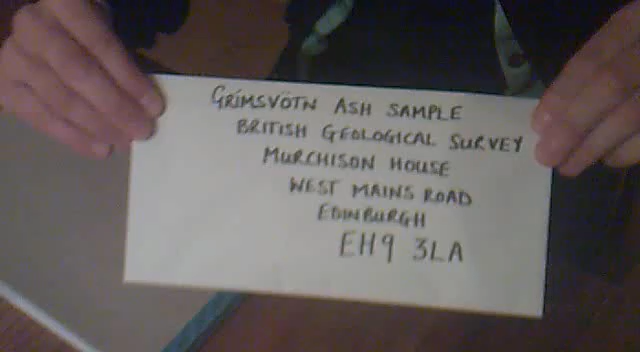 GRÍMSVÖTN ASH SAMPLE
BRITISH GEOLOGICAL SURVEY
MURCHISON HOUSE
WEST MAINS ROAD
EDINBURGH
EH9 3LA